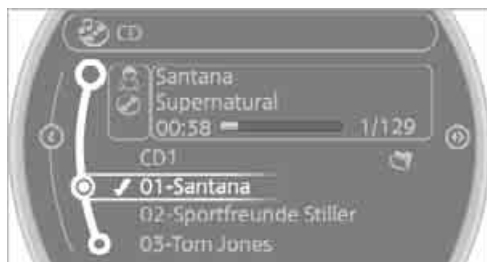 CD
Santana
Supernatural
00:58 1/129
CD1
01-Santana
02-Sportfreunde Stiller
03-Tom Jones